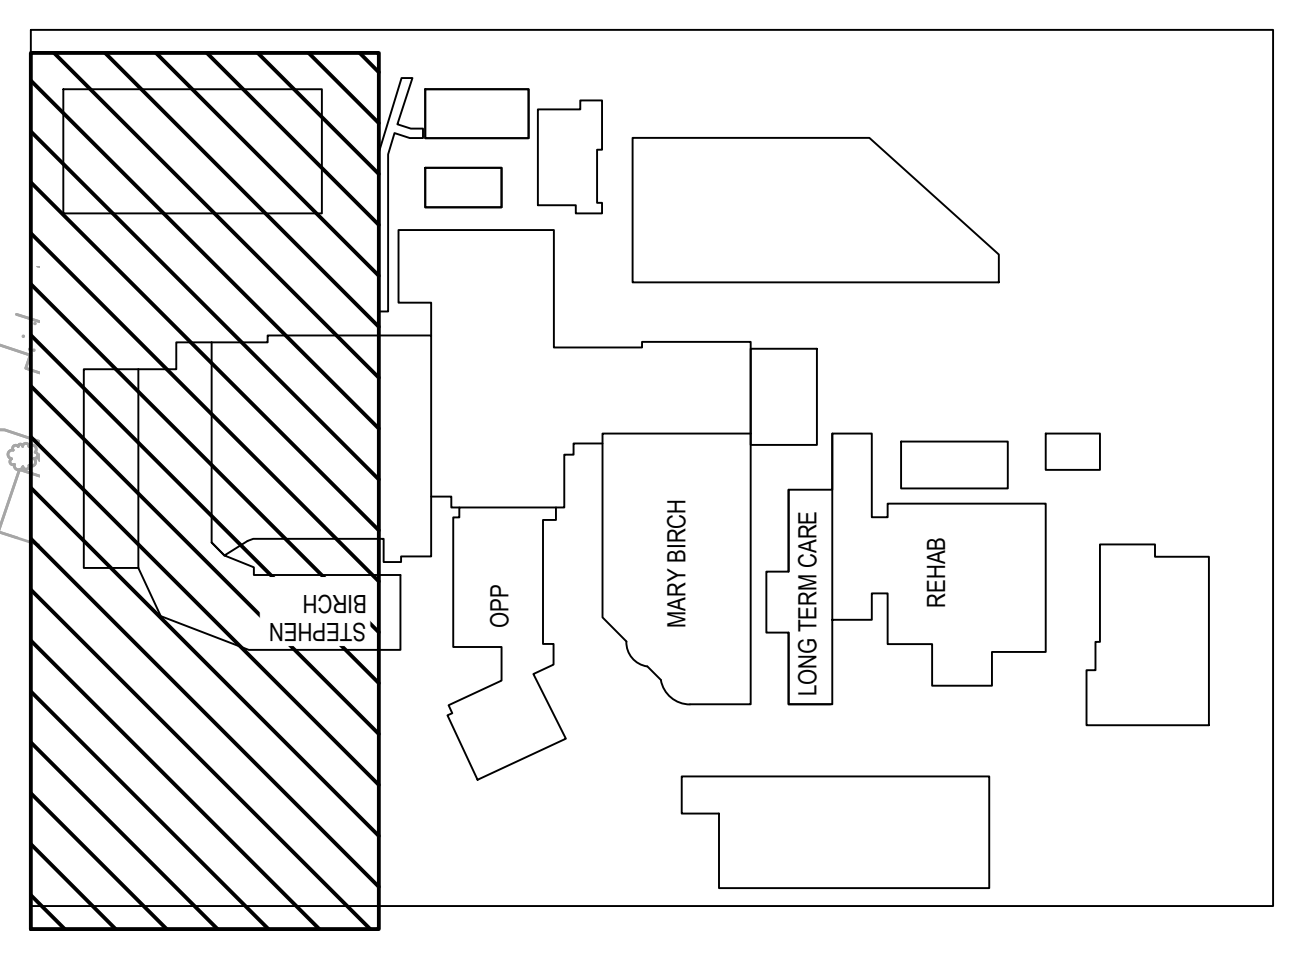 STEPHEN
BIRCH
OPP
MARY BIRCH
LONG TERM CARE
REHAB